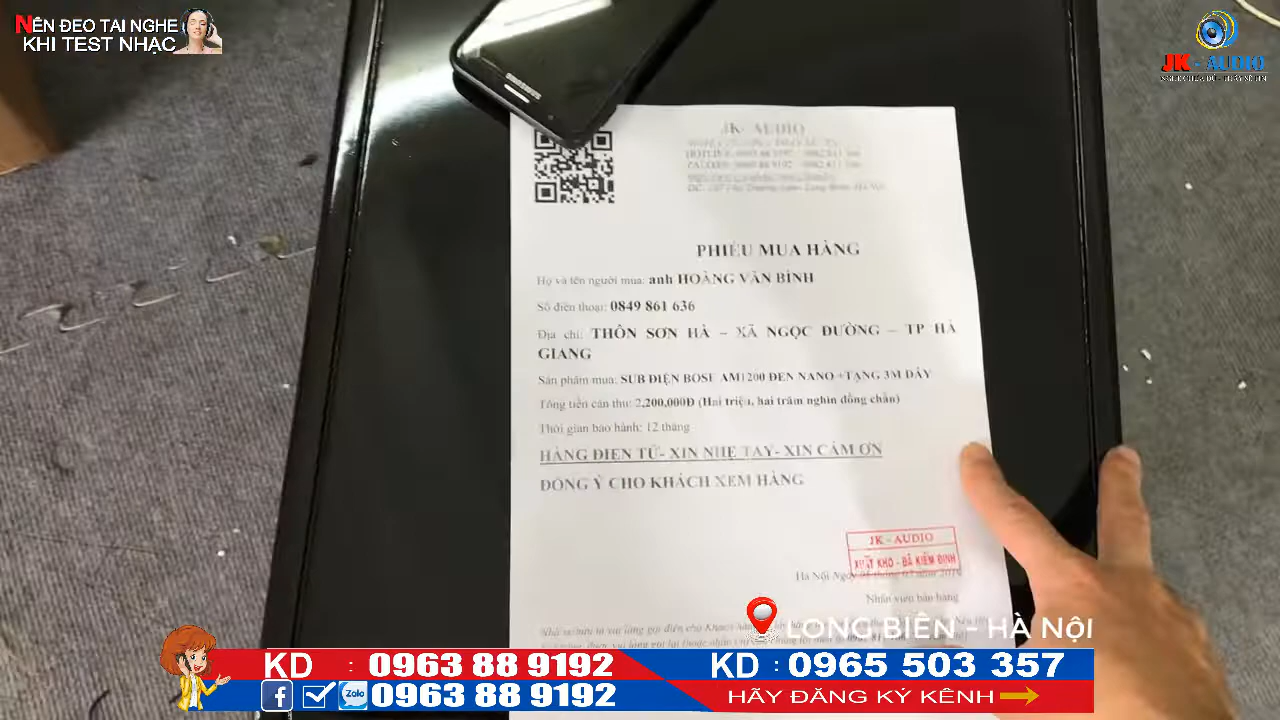 NÊN ĐEO TAI NGHE
KHI TEST NHẠC
JK - AUDIO
JK- AUDIO
PHIẾU MUA HÀNG
Họ và tên người mua: anh HOÀNG VĂN BÌNH
Số điện thoại: 0849 861 636
Địa chỉ: THÔN SƠN HÀ – XÃ NGỌC ĐƯỜNG – TP HÀ
GIANG
Sản phẩm mua: SUB ĐIỆN BOSE AM1200 ĐEN NANO +TẶNG 3M DÂY
Tổng tiền cần thu: 2,200,000Đ (Hai triệu, hai trăm nghìn đồng chẵn)
Thời gian bảo hành: 12 tháng
HÀNG ĐIỆN TỬ- XIN NHẸ TAY- XIN CẢM ƠN
ĐỒNG Ý CHO KHÁCH XEM HÀNG
JK - AUDIO
XUẤT KHO - ĐÃ KIỂM ĐỊNH
Hà Nội Ngày
Nhân viên bán hàng
LONG BIÊN - HÀ NỘI
KD : 0963 88 9192
KD : 0965 503 357
f Zalo 0963 88 9192
HÃY ĐĂNG KÝ KÊNH